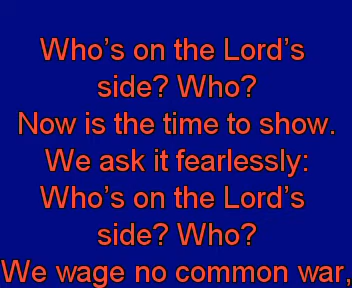 Who's on the Lord's
side? Who?
Now is the time to show.
We ask it fearlessly:
Who's on the Lord's
side? Who?
We wage no common war,